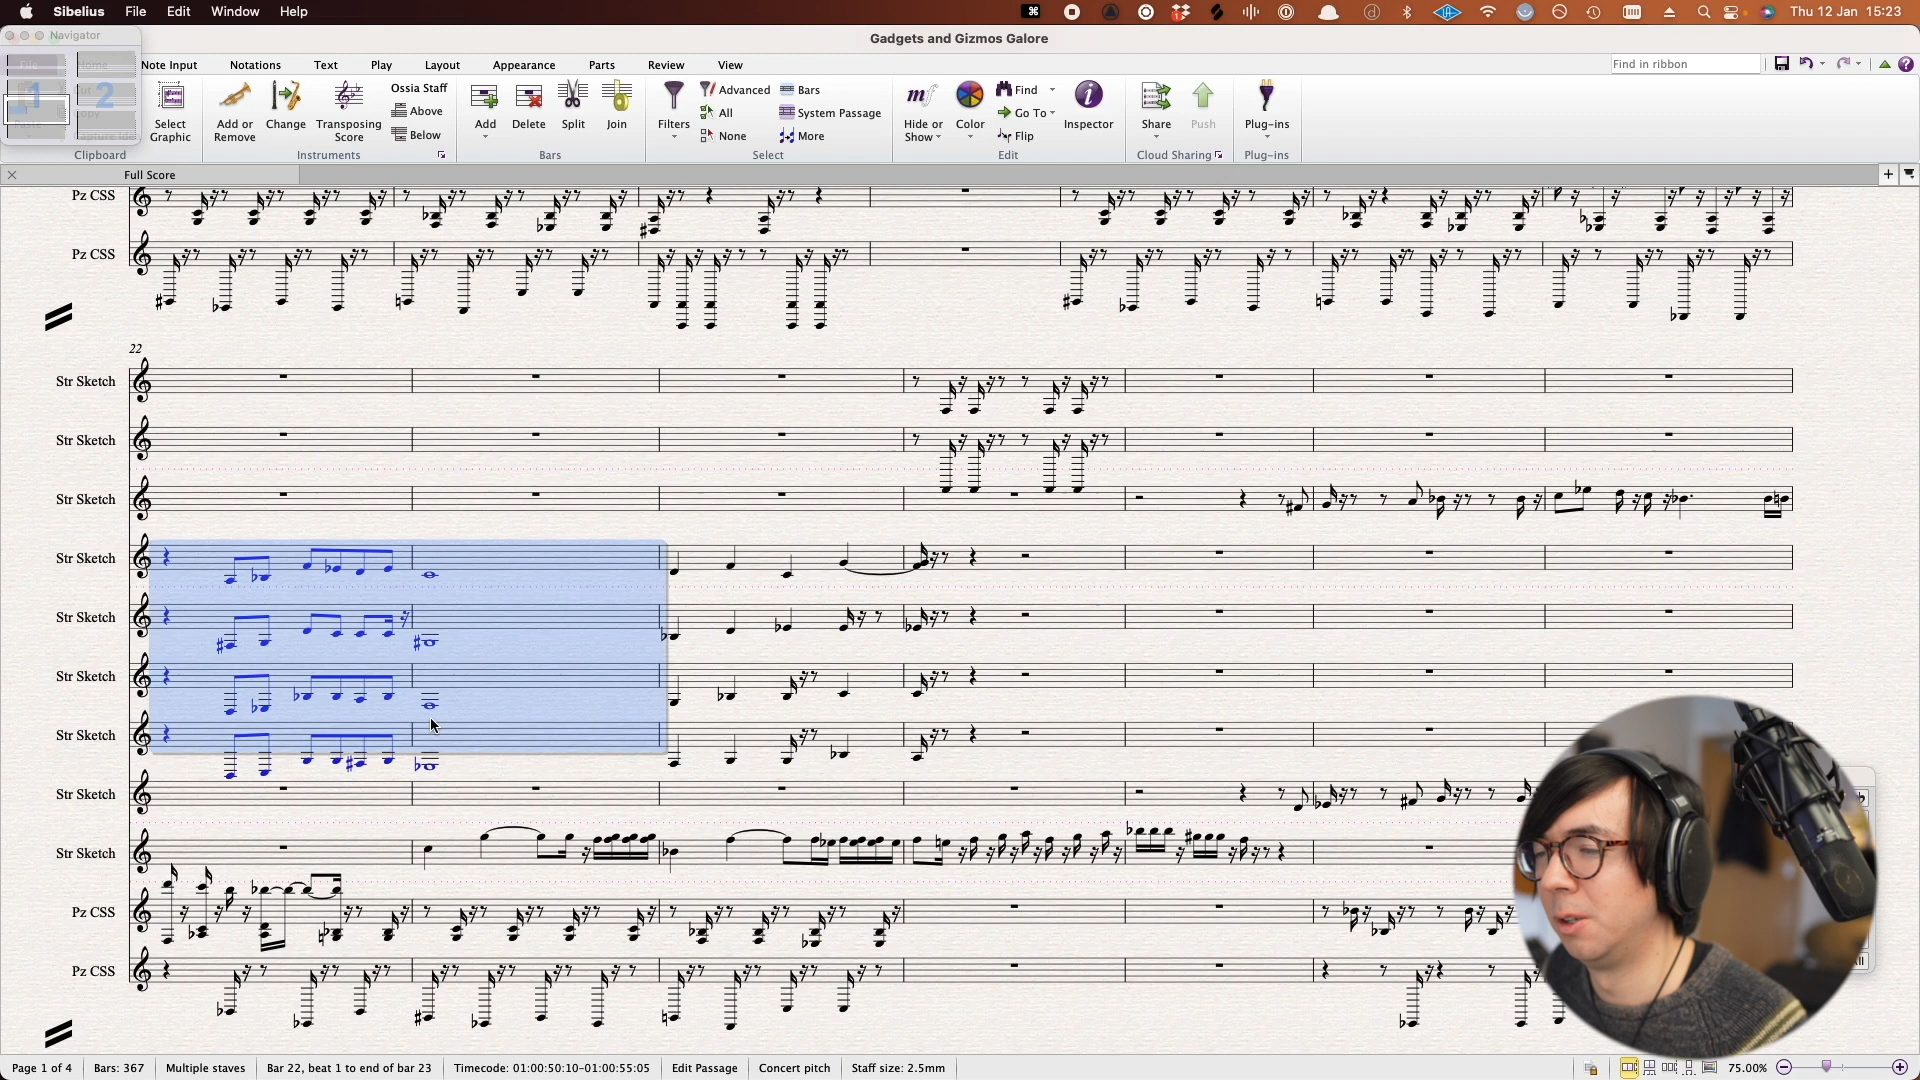 Sibelius File Edit Window Help
Thu 12 Jan 15:23
Navigator
Gadgets and Gizmos Galore
Note Input Notations Text Play Layout Appearance Parts Review View
Find in ribbon
Select Graphic
Clipboard
Add or Remove
Change
Transposing Score
Ossia Staff
Above
Below
Instruments
Add
Delete
Split
Join
Bars
Filters
Advanced
All
None
Bars
System Passage
More
Select
Hide or Show
Color
Find
Go To
Flip
Inspector
Edit
Share
Push
Cloud Sharing
Plug-ins
Plug-ins
1 2
Full Score
Pz CSS
Pz CSS
22
Str Sketch
Str Sketch
Str Sketch
Str Sketch
Str Sketch
Str Sketch
Str Sketch
Str Sketch
Str Sketch
Pz CSS
Pz CSS
Page 1 of 4 Bars: 367 Multiple staves Bar 22, beat 1 to end of bar 23 Timecode: 01:00:50:10-01:00:55:05 Edit Passage Concert pitch Staff size: 2.5mm 75.00%